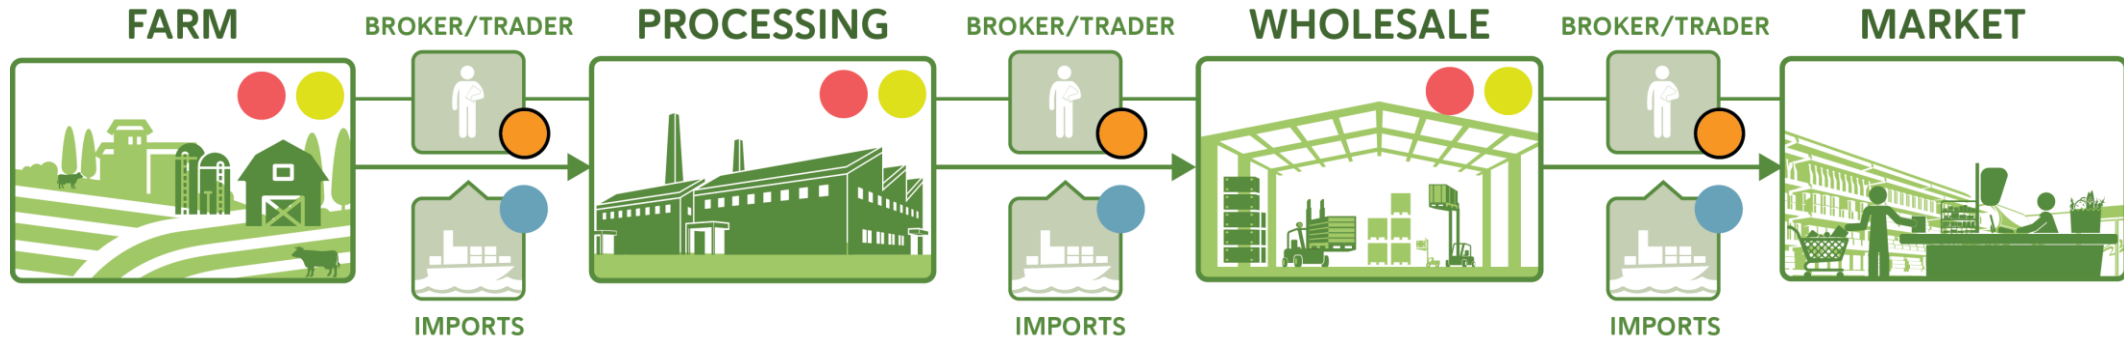 FARM
BROKER/TRADER
PROCESSING
BROKER/TRADER
WHOLESALE
BROKER/TRADER
MARKET
IMPORTS
IMPORTS
IMPORTS